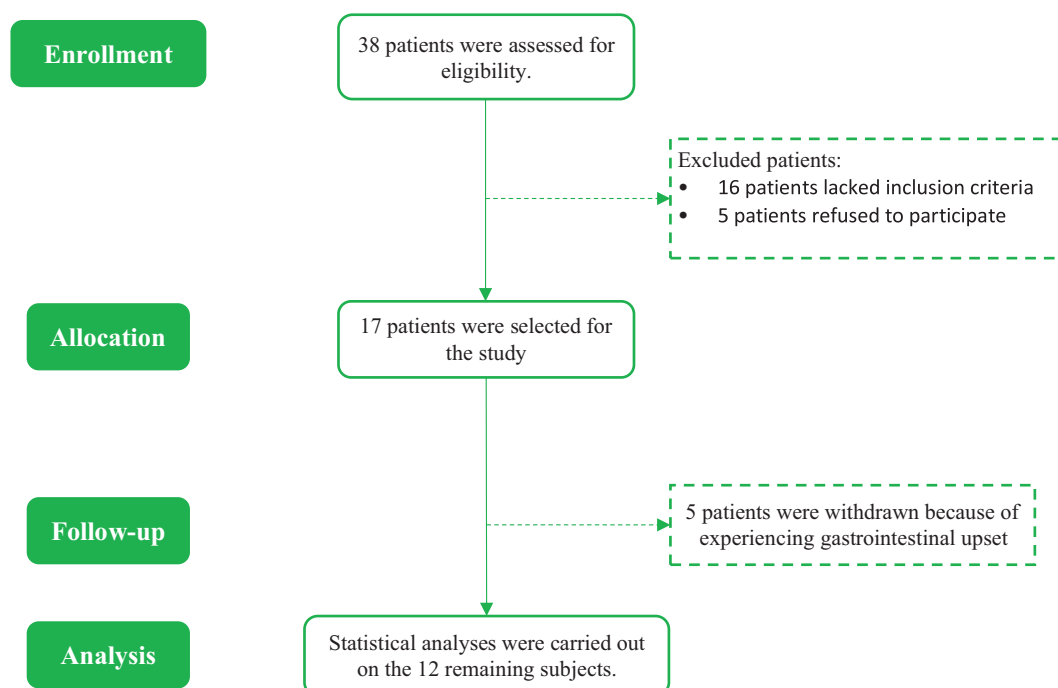 Enrollment
38 patients were assessed for
eligibility.
Excluded patients:
• 16 patients lacked inclusion criteria
• 5 patients refused to participate
Allocation
17 patients were selected for
the study
Follow-up
5 patients were withdrawn because of
experiencing gastrointestinal upset
Analysis
Statistical analyses were carried out
on the 12 remaining subjects.